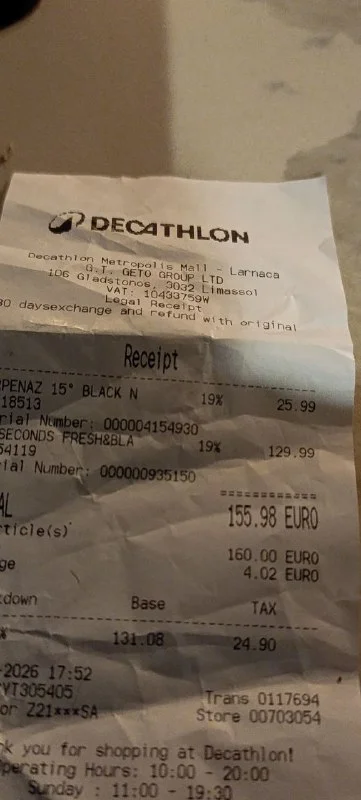 DECATHLON
Decathlon Metropolis Mall - Larnaca
G.T. GETO GROUP LTD
106 Gladstonos, 3032 Limassol
VAT: 10433759W
Legal Receipt
30 daysexchange and refund with original
Receipt
RPENAZ 15° BLACK N 19% 25.99
18513
rial Number: 000004154930
SECONDS FRESH&BLA 19% 129.99
64119
rial Number: 000000935150
============
AL 155.98 EURO
ticle(s)
160.00 EURO
ge 4.02 EURO
kdown Base TAX
% 131.08 24.90
-2026 17:52
YT305405 Trans 0117694
or Z21***SA Store 00703054
k you for shopping at Decathlon!
perating Hours: 10:00 - 20:00
Sunday : 11:00 - 19:30